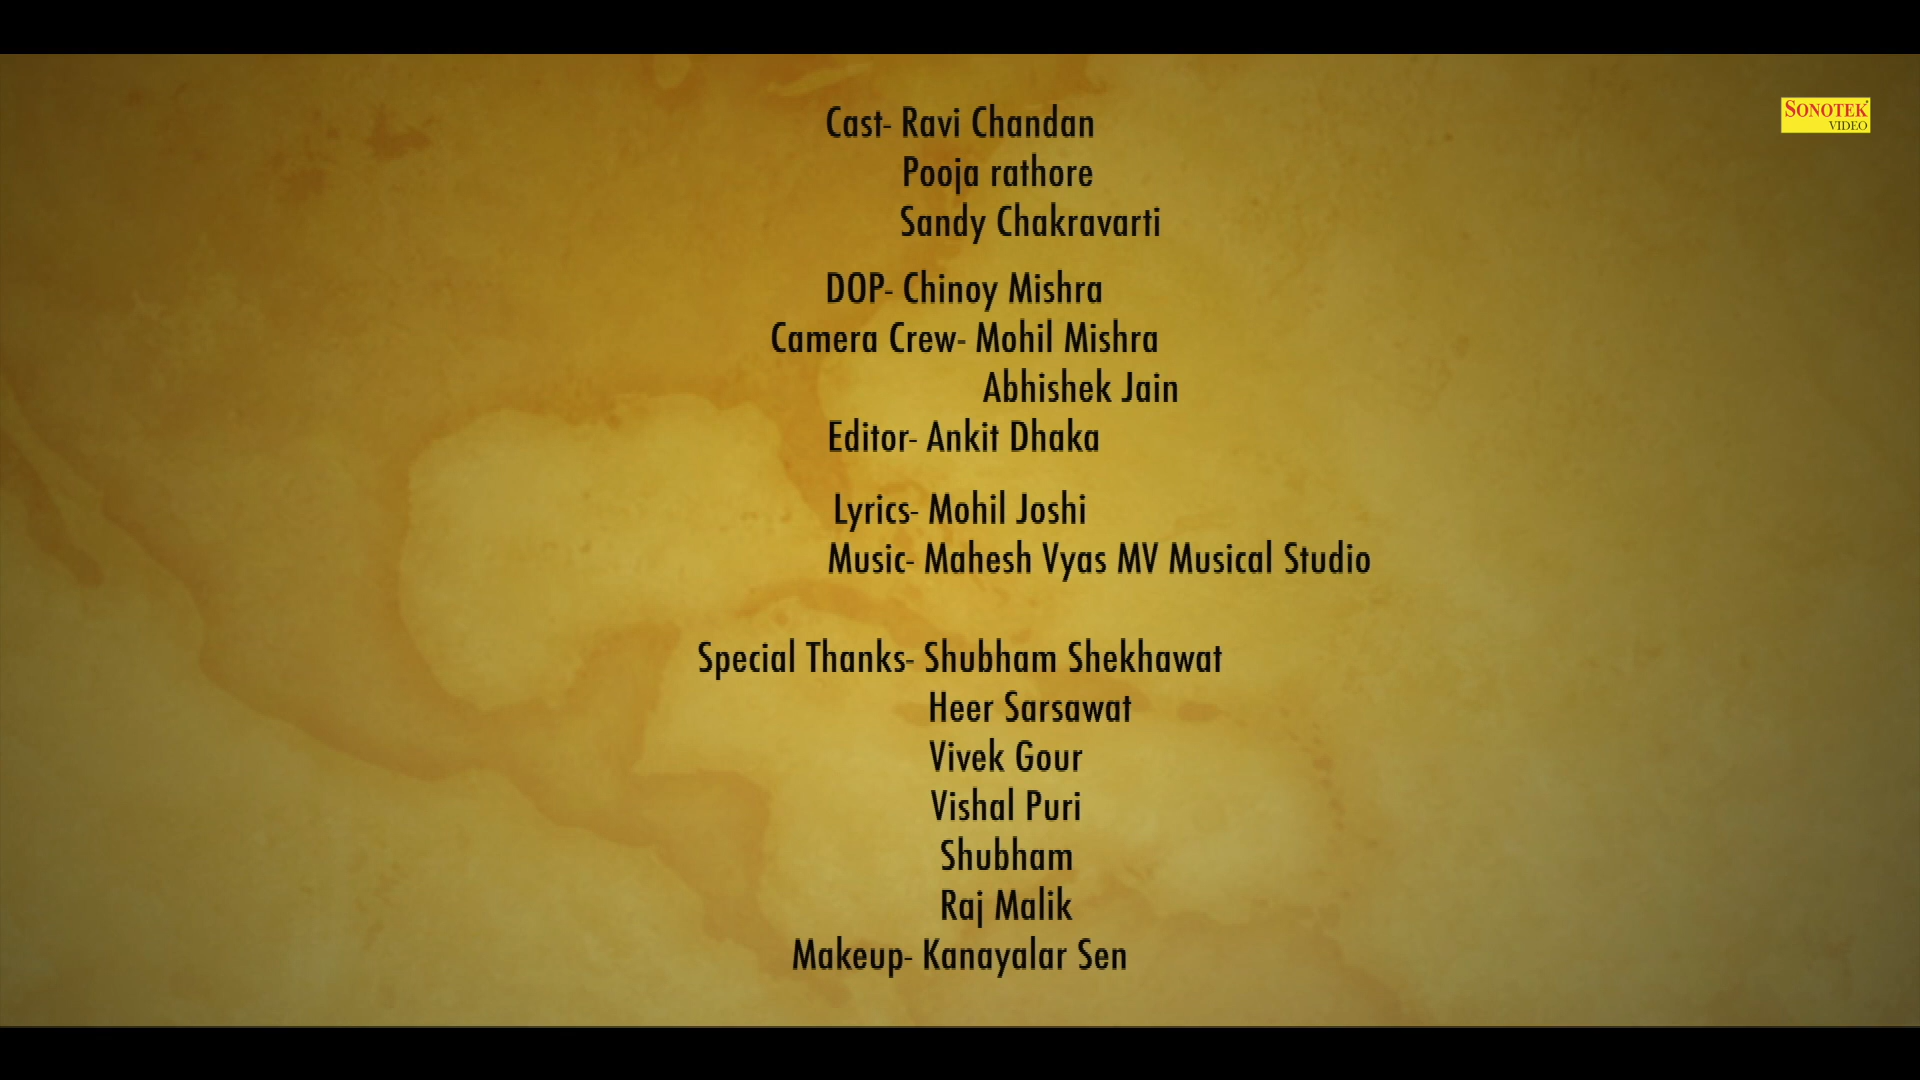 Cast- Ravi Chandan
Pooja rathore
Sandy Chakravarti
DOP- Chinoy Mishra
Camera Crew- Mohil Mishra
Abhishek Jain
Editor- Ankit Dhaka
Lyrics- Mohil Joshi
Music- Mahesh Vyas MV Musical Studio
Special Thanks- Shubham Shekhawat
Heer Sarsawat
Vivek Gour
Vishal Puri
Shubham
Raj Malik
Makeup- Kanayalar Sen
SONOTEK
VIDEO